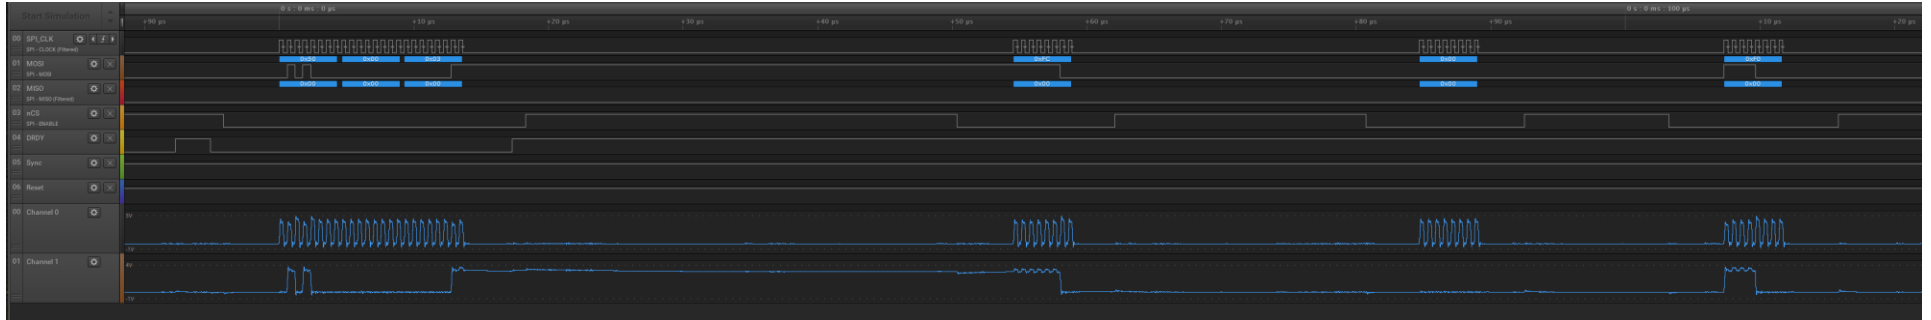 Start Simulation
0 s : 0 ms : 0 µs
0 s : 0 ms : 100 µs
+90 µs
+10 µs
+20 µs
+30 µs
+40 µs
+50 µs
+60 µs
+70 µs
+80 µs
+90 µs
+10 µs
+20 µs
00 SPI_CLK
SPI - CLOCK (Filtered)
01 MOSI
SPI - MOSI
0x50 0x00 0x03 0xFC 0x00 0xF0
02 MISO
SPI - MISO (Filtered)
0x00 0x00 0x00 0x00 0x00 0x00
03 nCS
SPI - ENABLE
04 DRDY
05 Sync
06 Reset
00 Channel 0
5V
-1V
01 Channel 1
4V
-1V